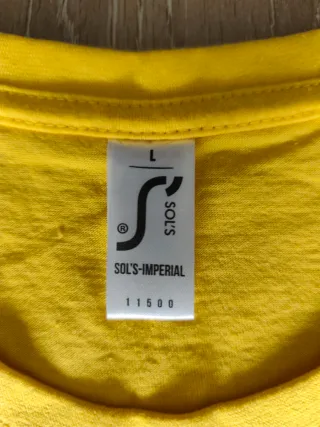 L
SOL'S
®
SOL'S-IMPERIAL
11500